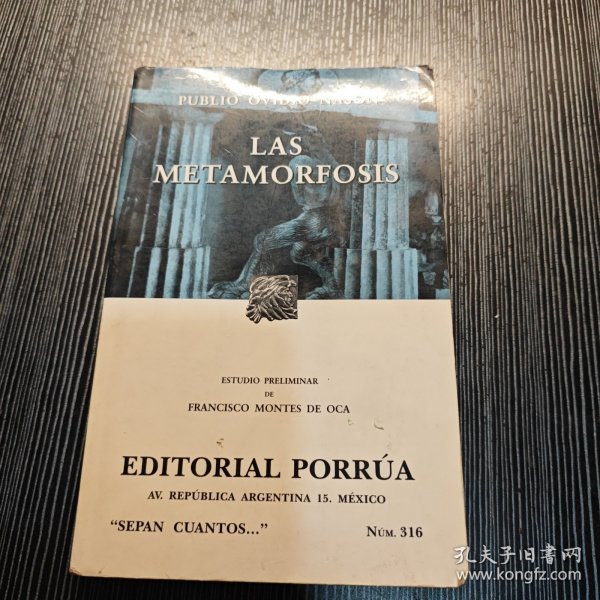 PUBLIO OVIDIO NASÓN
LAS
METAMORFOSIS
ESTUDIO PRELIMINAR
DE
FRANCISCO MONTES DE OCA
EDITORIAL PORRÚA
AV. REPÚBLICA ARGENTINA 15. MÉXICO
“SEPAN CUANTOS...”
NÚM. 316
孔夫子旧书网
www.kongfz.com